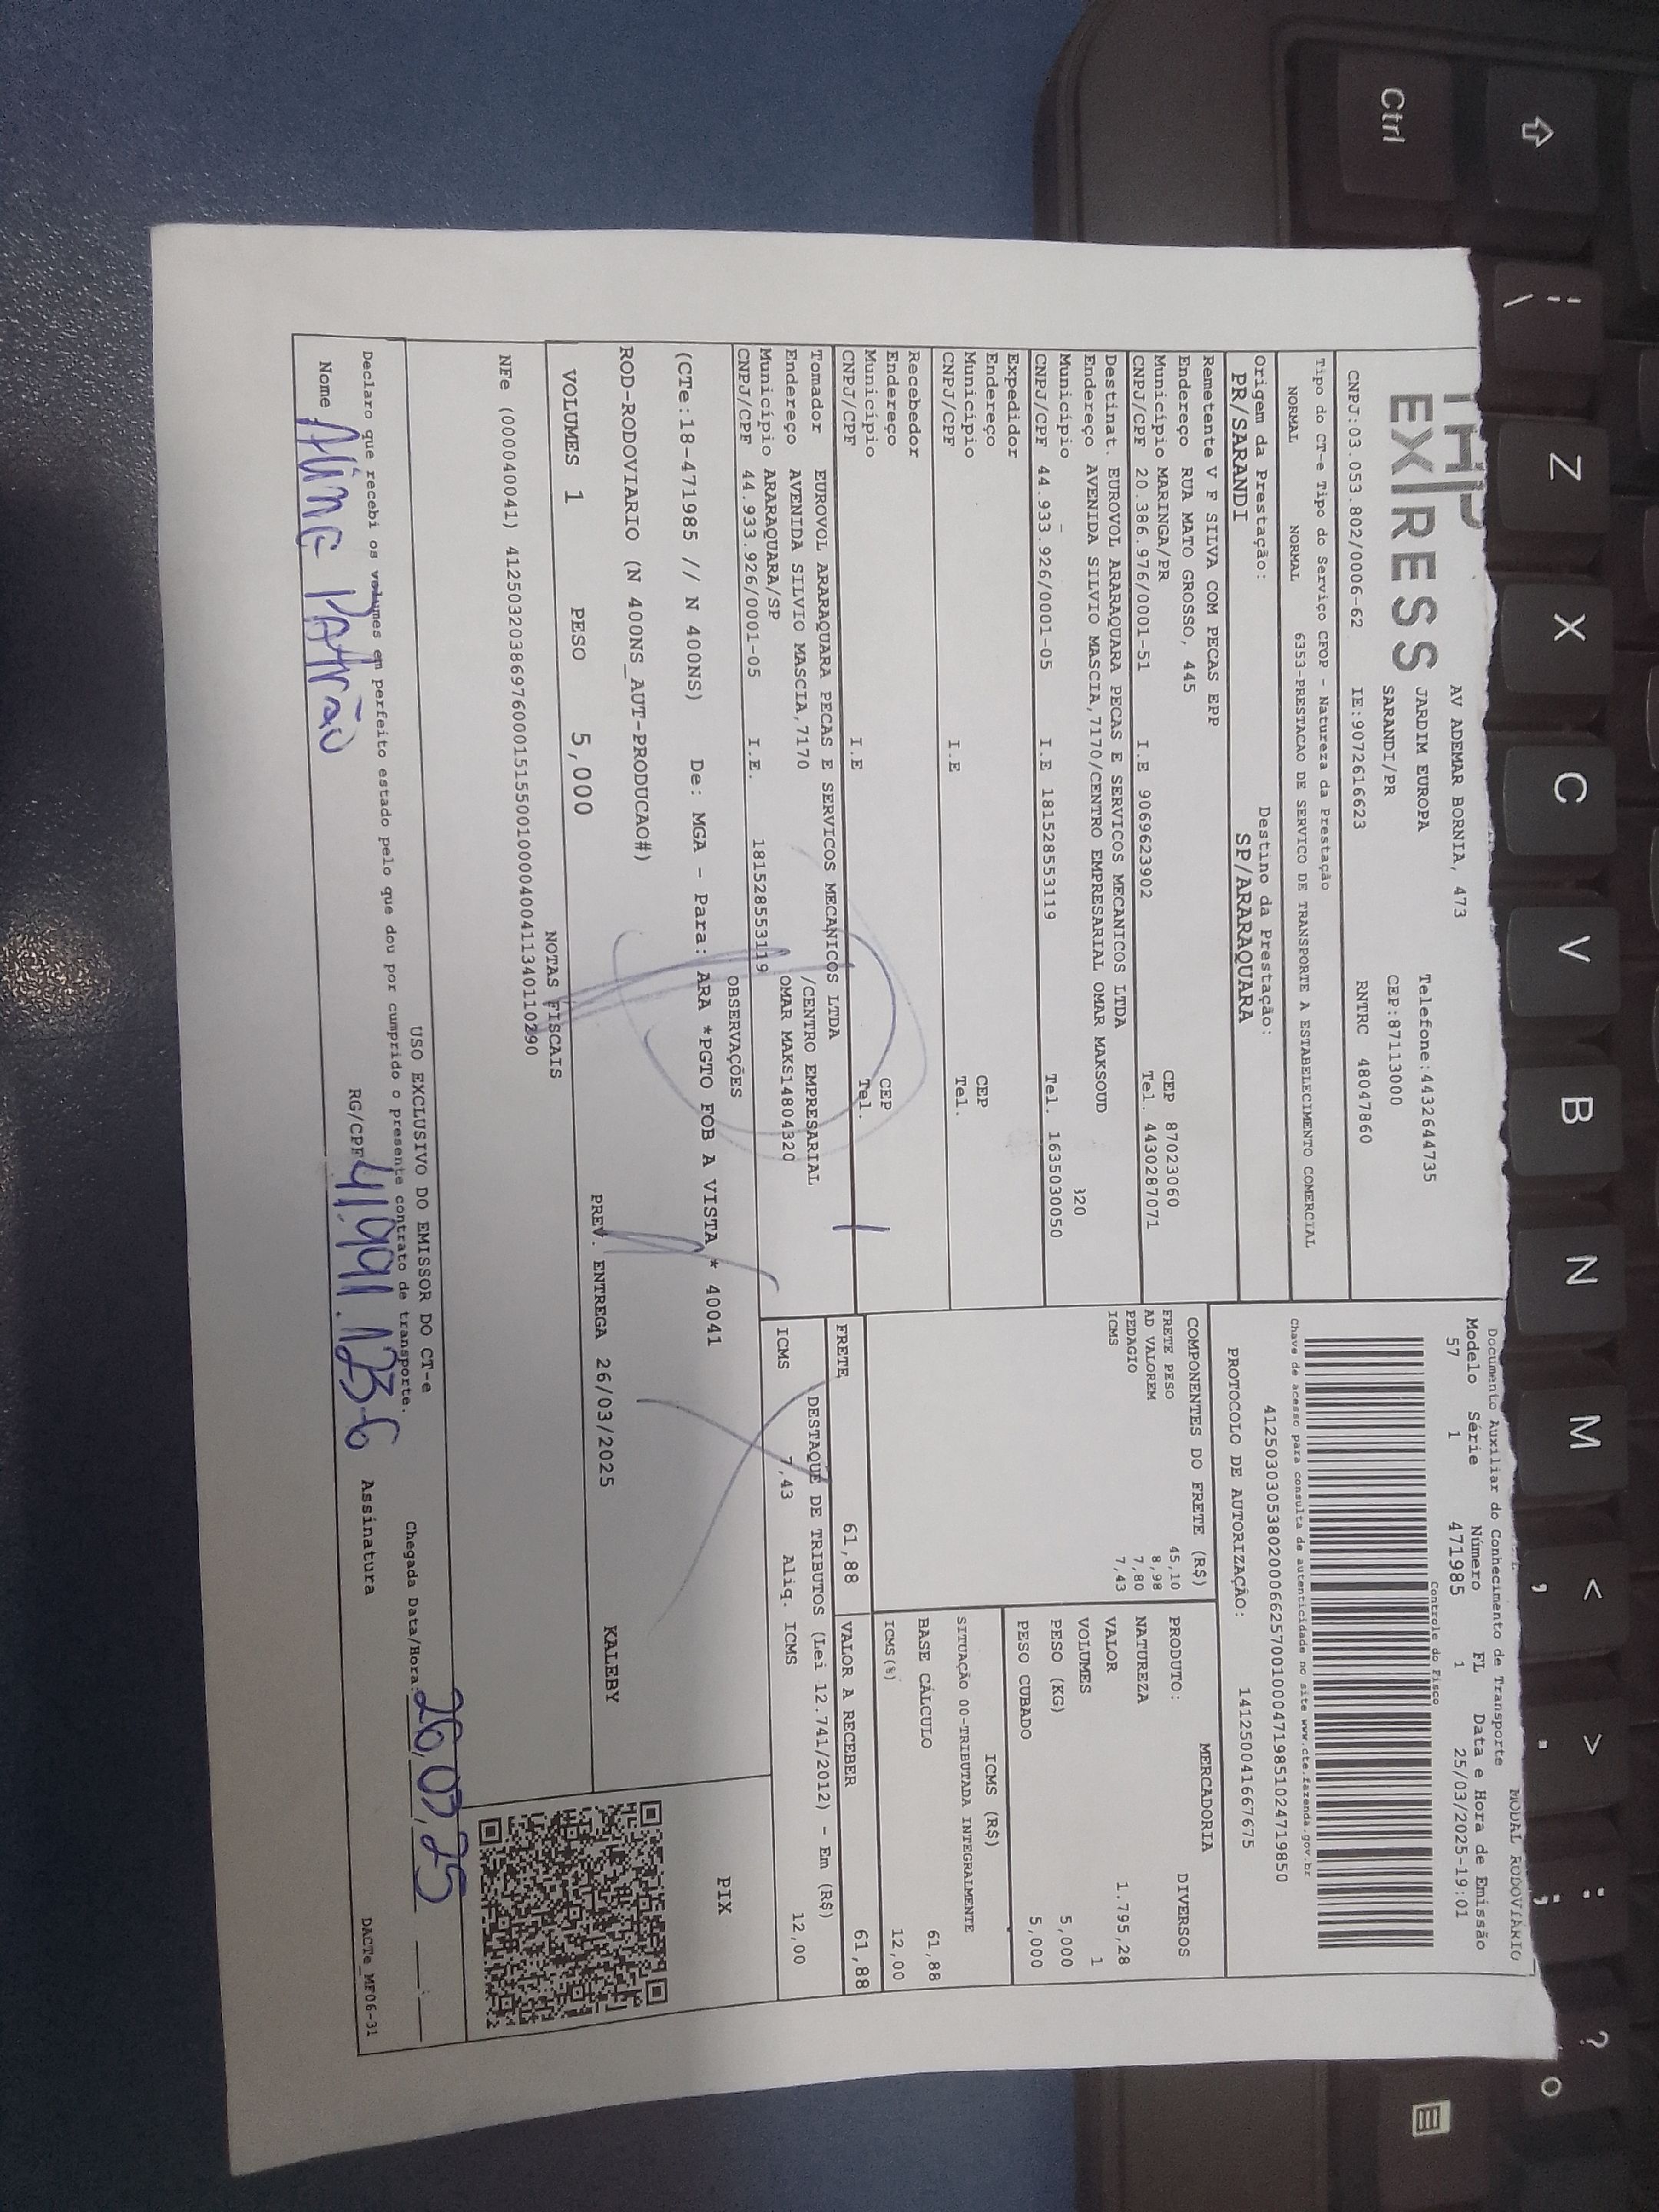 EXPRESS
AV ADEMAR BORNIA, 473
JARDIM EUROPA
SARANDI/PR
Telefone:4432644735
CEP:87113000
CNPJ:03.053.802/0006-62 IE:9072616623 RNTRC 48047860
MODAL RODOVIÁRIO
Documento Auxiliar do Conhecimento de Transporte
Modelo Série Número FL Data e Hora de Emissão
57 1 471985 1 25/03/2025-19:01
Controle do Fisco
Chave de acesso para consulta de autenticidade no site www.cte.fazenda.gov.br
41250303053802000662570010004719851024719850
PROTOCOLO DE AUTORIZAÇÃO: 141250041667675
Tipo do CT-e Tipo do Serviço CFOP - Natureza da Prestação
NORMAL NORMAL 6353-PRESTACAO DE SERVICO DE TRANSPORTE A ESTABELECIMENTO COMERCIAL
Origem da Prestação: Destino da Prestação:
PR/SARANDI SP/ARARAQUARA
Remetente V F SILVA COM PECAS EPP
Endereço RUA MATO GROSSO, 445
Município MARINGA/PR CEP 87023060
CNPJ/CPF 20.386.976/0001-51 I.E 9069623902 Tel. 443028​7071
Destinat. EUROVOL ARARAQUARA PECAS E SERVICOS MECANICOS LTDA
Endereço AVENIDA SILVIO MASCIA,7170/CENTRO EMPRESARIAL OMAR MAKSOUD
Município 320
CNPJ/CPF 44.933.926/0001-05 I.E 181528553119 Tel. 1635030050
Expedidor
Endereço
Município CEP
CNPJ/CPF I.E Tel.
Recebedor
Endereço
Município CEP
CNPJ/CPF I.E Tel.
Tomador EUROVOL ARARAQUARA PECAS E SERVICOS MECANICOS LTDA
Endereço AVENIDA SILVIO MASCIA,7170 /CENTRO EMPRESARIAL
Município ARARAQUARA/SP OMAR MAKS14804320
CNPJ/CPF 44.933.926/0001-05 I.E. 181528553119
COMPONENTES DO FRETE (R$)
FRETE PESO 45,10
AD VALOREM 8,98
PEDAGIO 7,80
ICMS 7,43
MERCADORIA
PRODUTO: DIVERSOS
NATUREZA
VALOR 1.795,28
VOLUMES 1
PESO (KG) 5,000
PESO CUBADO 5,000
ICMS (R$)
SITUAÇÃO 00-TRIBUTADA INTEGRALMENTE
BASE CÁLCULO 61,88
ICMS(%) 12,00
FRETE 61,88 VALOR A RECEBER 61,88
DESTAQUE DE TRIBUTOS (Lei 12.741/2012) - Em (R$)
ICMS 7,43 Aliq. ICMS 12,00
OBSERVAÇÕES
(CTe:18-471985 // N 400NS) De: MGA - Para: ARA *PGTO FOB A VISTA * 40041
ROD-RODOVIARIO (N 400NS_AUT-PRODUCAO#)
PIX
VOLUMES 1 PESO 5,000 PREV. ENTREGA 26/03/2025 KALEBY
NOTAS FISCAIS
NFe (000040041) 41250320386976000151550010000400411340110290
USO EXCLUSIVO DO EMISSOR DO CT-e
Declaro que recebi os volumes em perfeito estado pelo que dou por cumprido o presente contrato de transporte.
Chegada Data/Hora: 26/03/25
Nome Aline Patrão RG/CPF 41.991.123-6 Assinatura
DACTe_MF06-31
Ctrl
Z
X
C
V
B
N
M
<
,
>
.
:
;
?